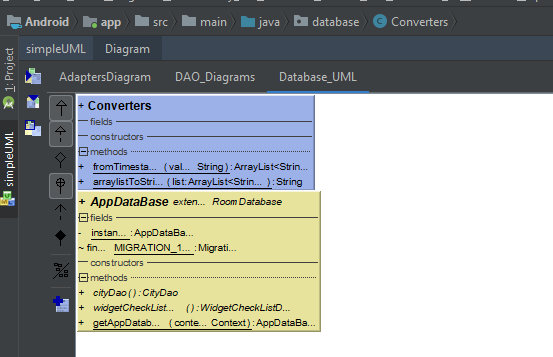 Android app src main java database Converters
simpleUML Diagram
1: Project
simpleUML
AdaptersDiagram DAO_Diagrams Database_UML
+ Converters
fields
constructors
methods
+ fromTimesta... ( val... String) : ArrayList<Strin...
+ arraylistToStri... ( list: ArrayList<Strin... ) : String
+ AppDataBase exten... RoomDatabase
fields
- instan... : AppDataBa...
~ fin... MIGRATION_1... : Migrati...
constructors
methods
+ cityDao ( ) : CityDao
+ widgetCheckList... ( ) : WidgetCheckListD...
+ getAppDatab... ( conte... Context) : AppDataBa...